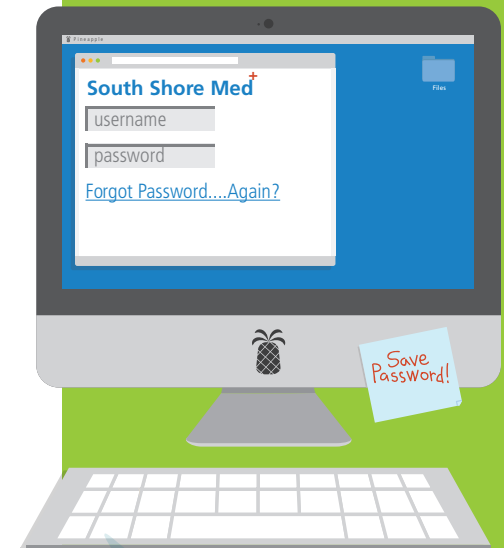 Pineapple
South Shore Med+
username
password
Forgot Password....Again?
Files
Save
Password!